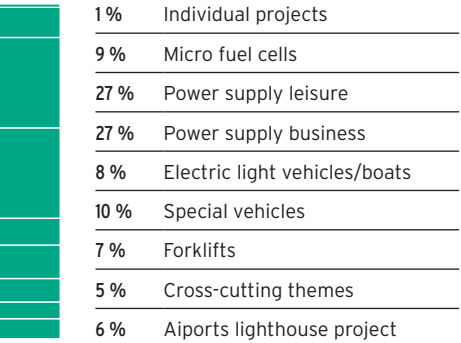 1 % Individual projects
9 % Micro fuel cells
27 % Power supply leisure
27 % Power supply business
8 % Electric light vehicles/boats
10 % Special vehicles
7 % Forklifts
5 % Cross-cutting themes
6 % Aiports lighthouse project